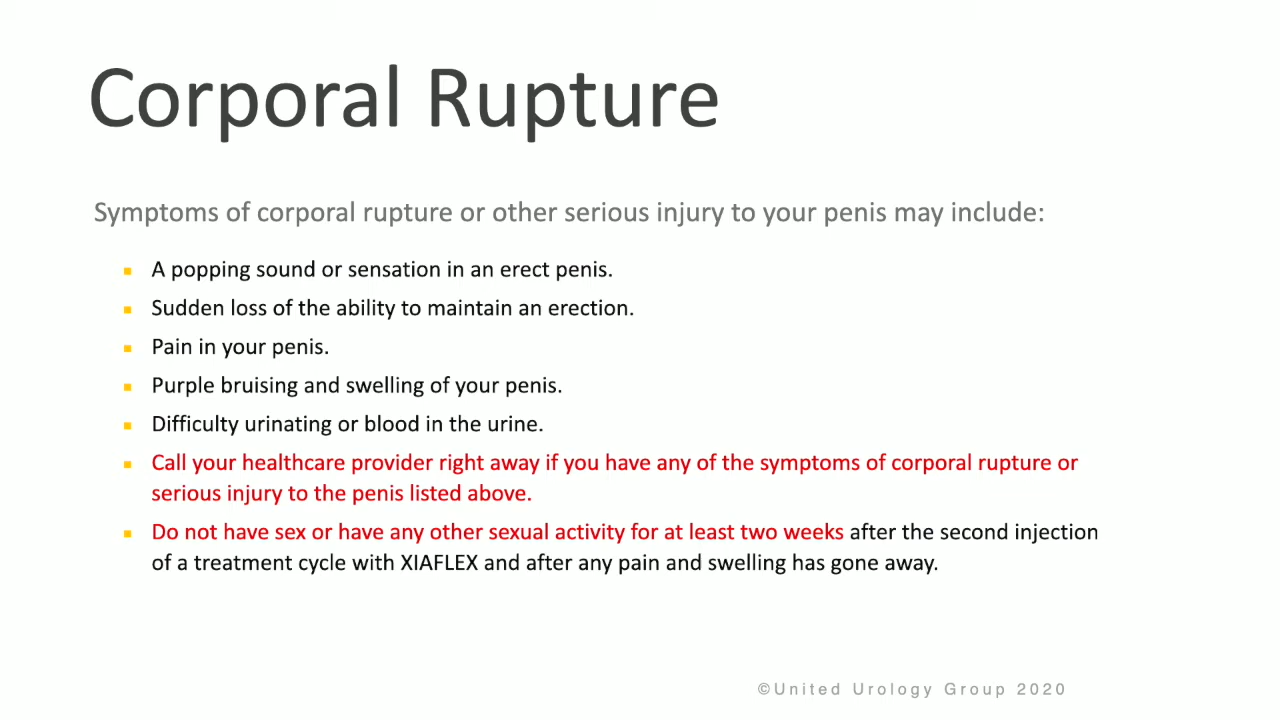 Corporal Rupture
Symptoms of corporal rupture or other serious injury to your penis may include:
A popping sound or sensation in an erect penis.
Sudden loss of the ability to maintain an erection.
Pain in your penis.
Purple bruising and swelling of your penis.
Difficulty urinating or blood in the urine.
Call your healthcare provider right away if you have any of the symptoms of corporal rupture or
serious injury to the penis listed above.
Do not have sex or have any other sexual activity for at least two weeks after the second injection
of a treatment cycle with XIAFLEX and after any pain and swelling has gone away.
©United Urology Group 2020